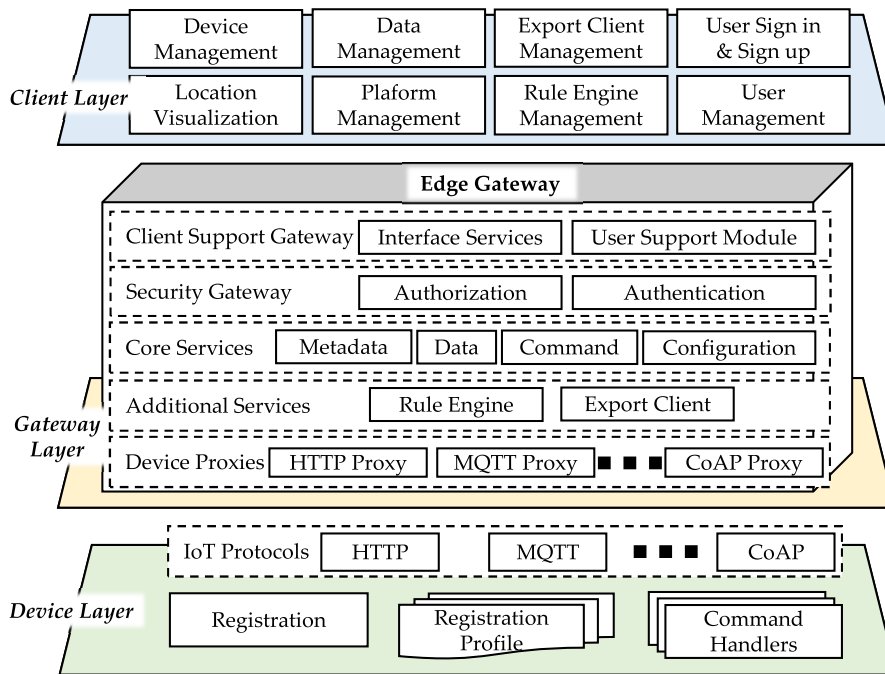 Device
Management
Data
Management
Export Client
Management
User Sign in
& Sign up
Client Layer
Location
Visualization
Plaform
Management
Rule Engine
Management
User
Management
Edge Gateway
Client Support Gateway
Interface Services
User Support Module
Security Gateway
Authorization
Authentication
Core Services
Metadata
Data
Command
Configuration
Additional Services
Rule Engine
Export Client
Gateway
Layer
Device Proxies
HTTP Proxy
MQTT Proxy
CoAP Proxy
IoT Protocols
HTTP
MQTT
CoAP
Device Layer
Registration
Registration
Profile
Command
Handlers